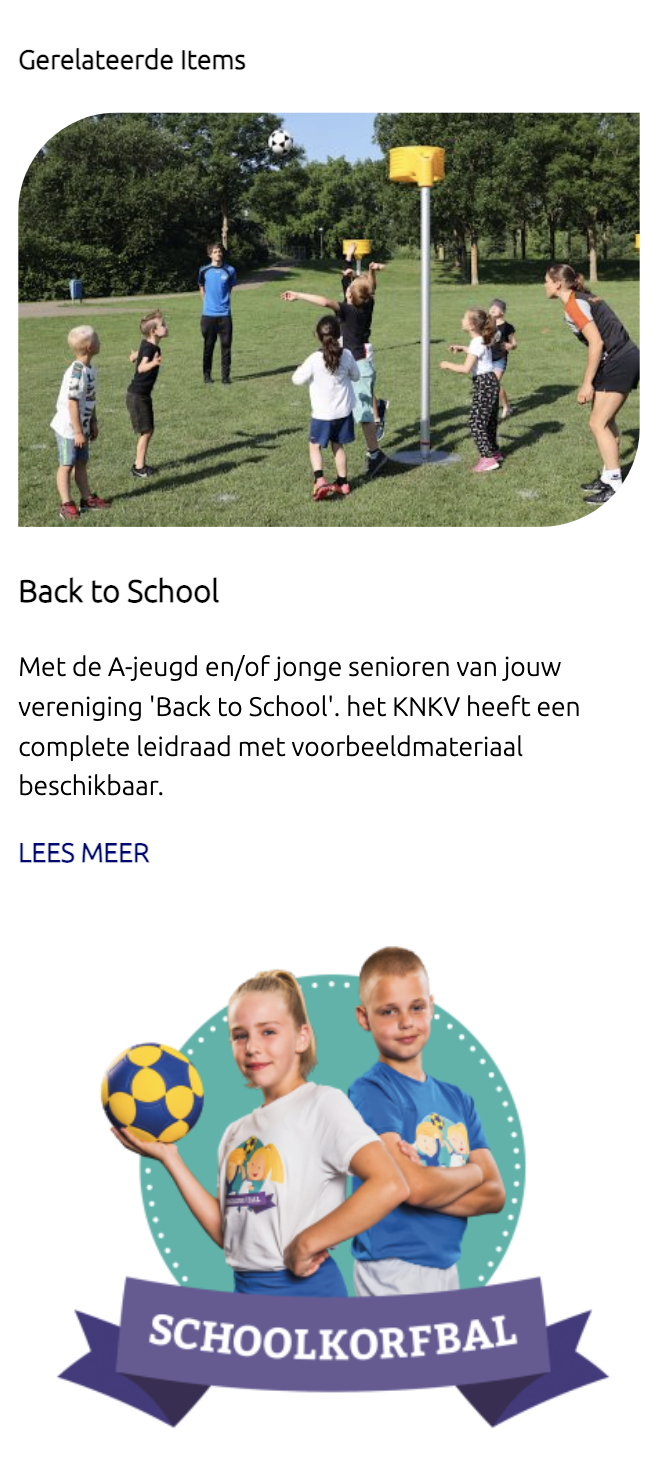 Gerelateerde Items
Back to School
Met de A-jeugd en/of jonge senioren van jouw
vereniging 'Back to School'. het KNKV heeft een
complete leidraad met voorbeeldmateriaal
beschikbaar.
LEES MEER
SCHOOLKORFBAL